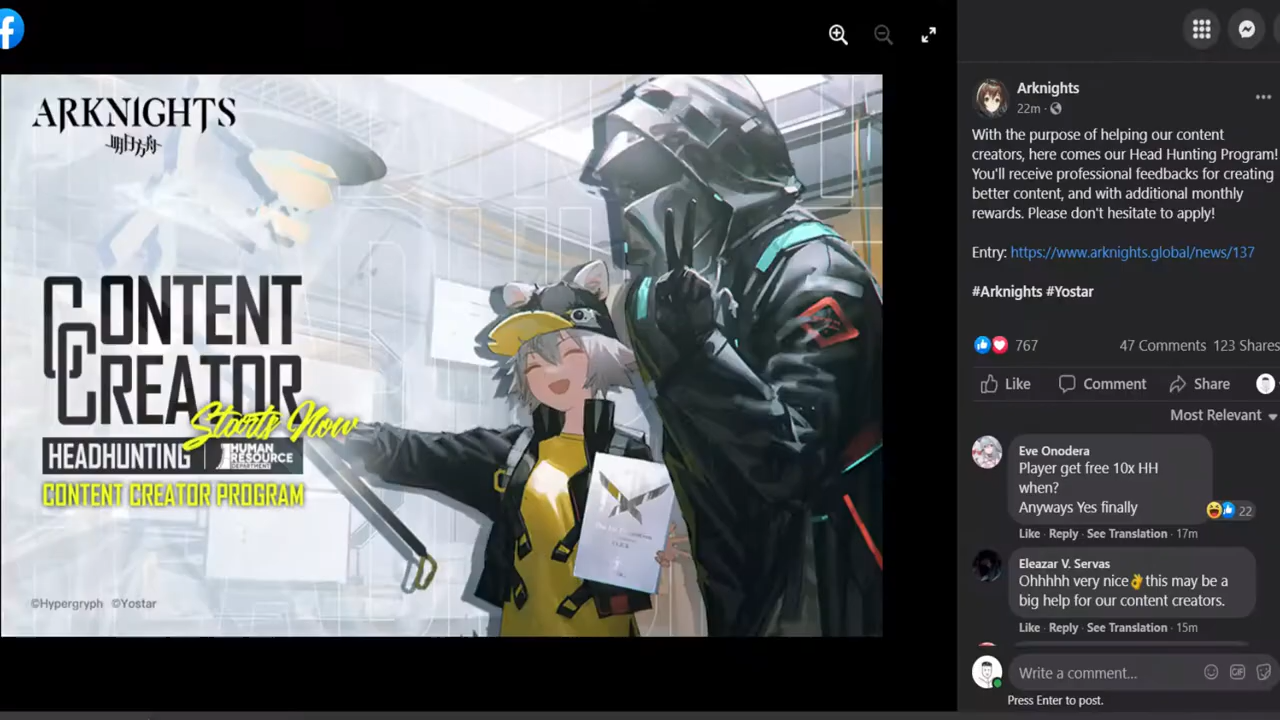 ARKNIGHTS
明日方舟
CONTENT
CREATOR
Starts Now
HEADHUNTING
HUMAN
RESOURCE
DEPARTMENT
CONTENT CREATOR PROGRAM
CLICK
©Hypergryph ©Yostar
Arknights
22m ·
With the purpose of helping our content
creators, here comes our Head Hunting Program!
You'll receive professional feedbacks for creating
better content, and with additional monthly
rewards. Please don't hesitate to apply!
Entry: https://www.arknights.global/news/137
#Arknights #Yostar
767
47 Comments 123 Shares
Like
Comment
Share
Most Relevant
Eve Onodera
Player get free 10x HH
when?
Anyways Yes finally
22
Like · Reply · See Translation · 17m
Eleazar V. Servas
Ohhhhh very nice👌this may be a
big help for our content creators.
Like · Reply · See Translation · 15m
Write a comment...
GIF
Press Enter to post.